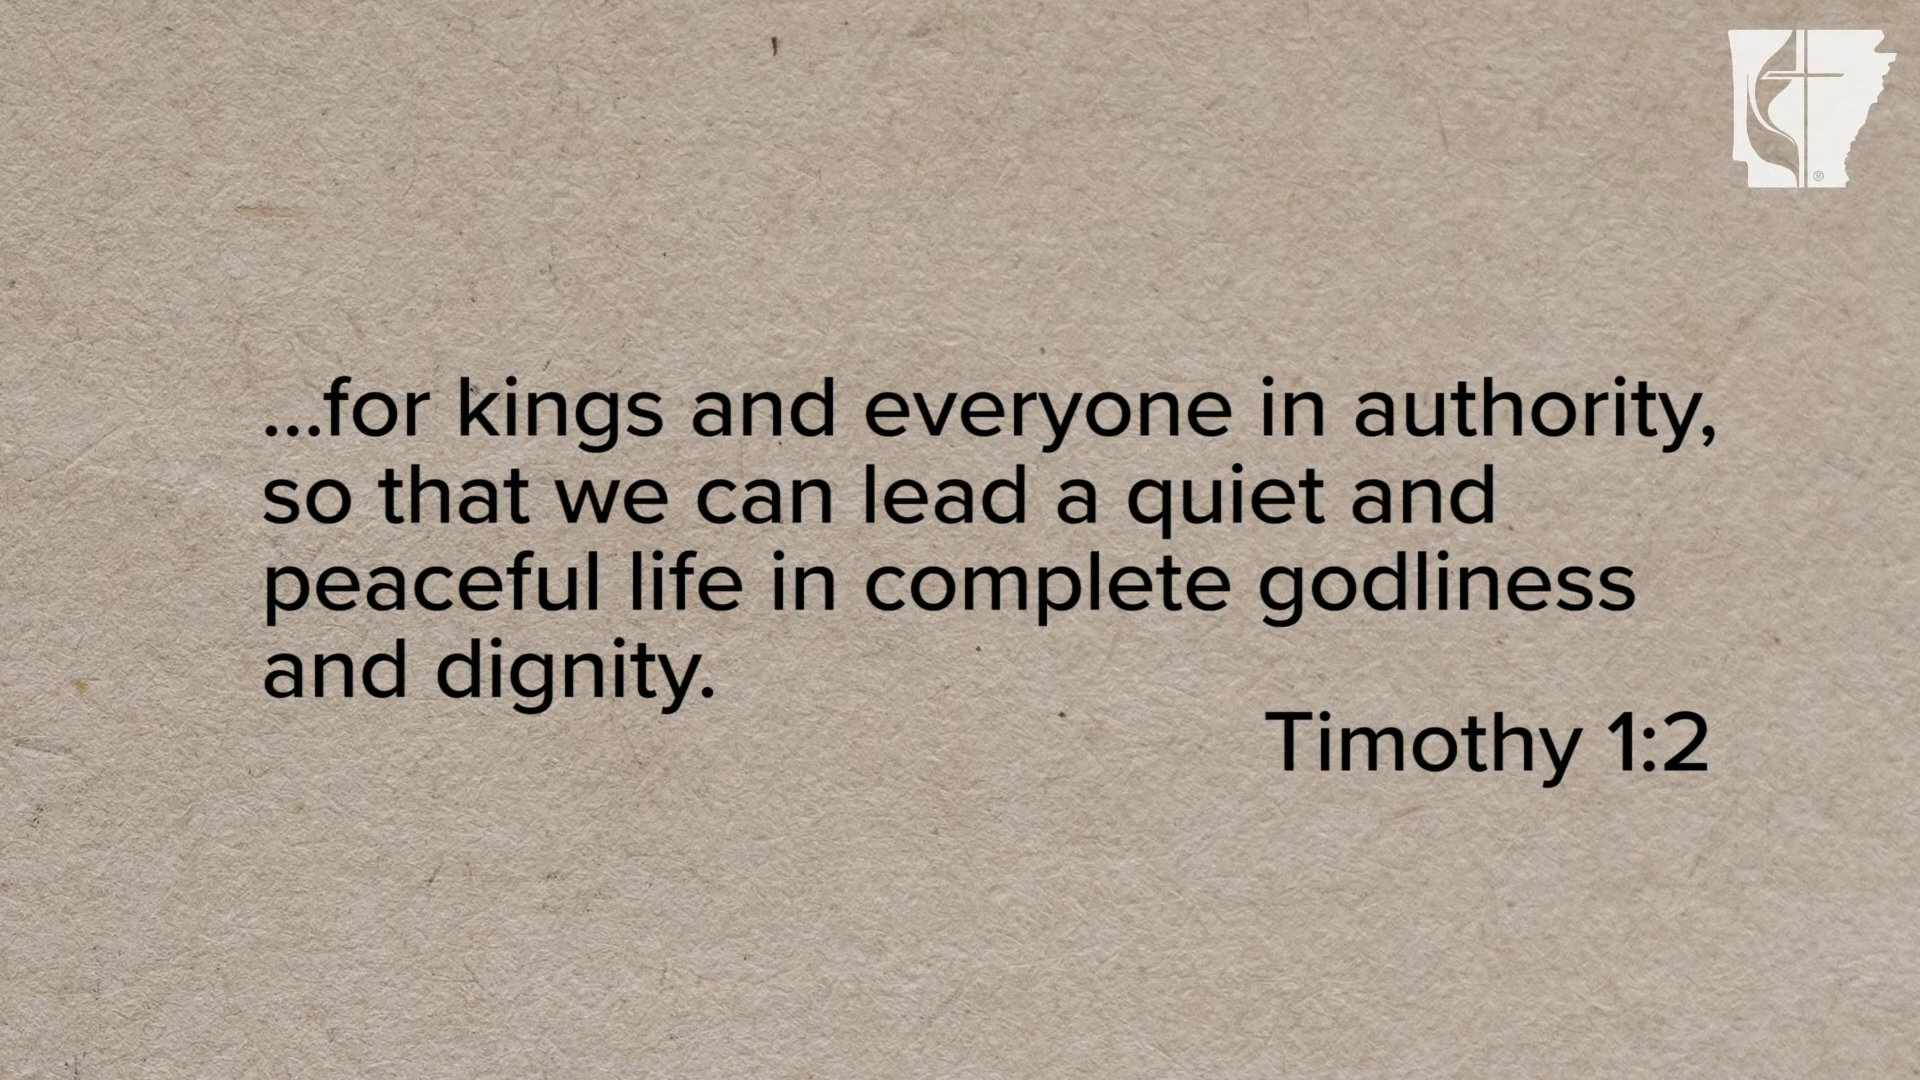 ...for kings and everyone in authority,
so that we can lead a quiet and
peaceful life in complete godliness
and dignity.
Timothy 1:2
®